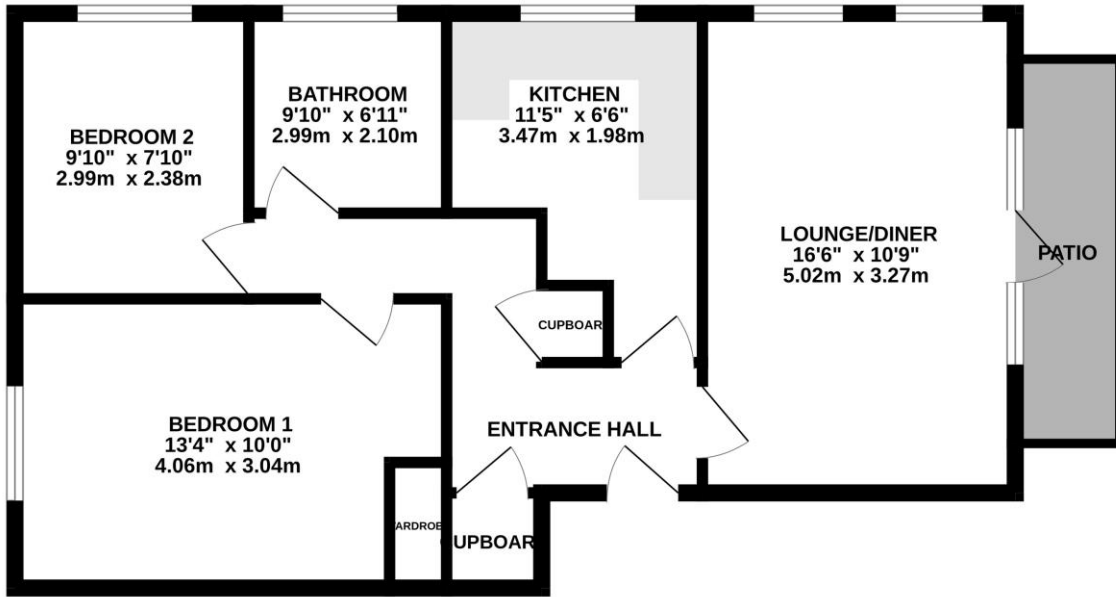 BEDROOM 2
9'10" x 7'10"
2.99m x 2.38m
BATHROOM
9'10" x 6'11"
2.99m x 2.10m
KITCHEN
11'5" x 6'6"
3.47m x 1.98m
LOUNGE/DINER
16'6" x 10'9"
5.02m x 3.27m
PATIO
CUPBOAR
BEDROOM 1
13'4" x 10'0"
4.06m x 3.04m
ENTRANCE HALL
ARDROB
UPBOAR